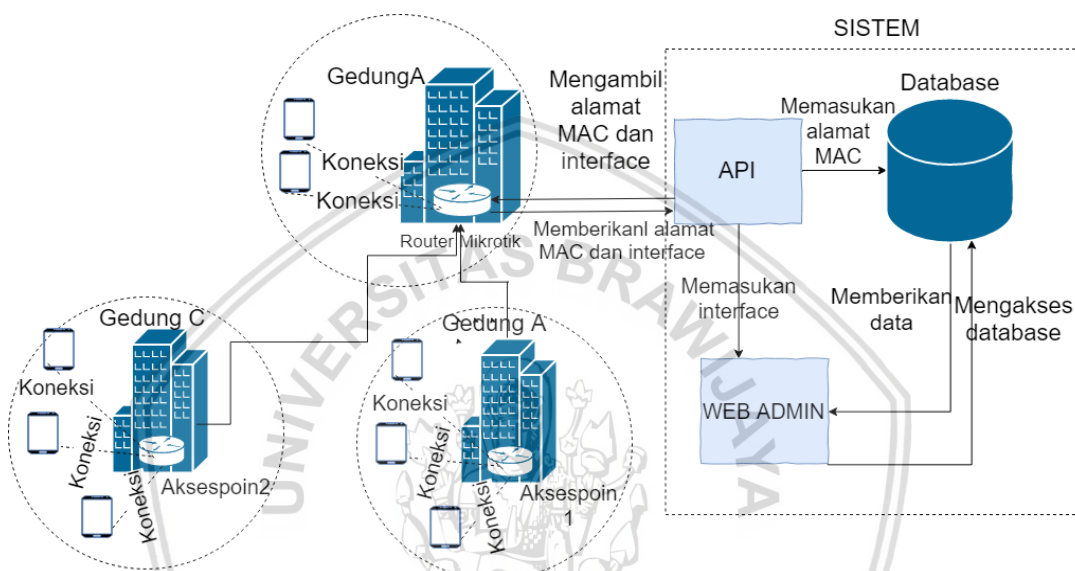 SISTEM
GedungA
Koneksi
Koneksi
Router Mikrotik
Mengambil
alamat
MAC dan
interface
Memberikanl alamat
MAC dan interface
API
Memasukan
alamat
MAC
Database
Memasukan
interface
Memberikan
data
Mengakses
database
WEB ADMIN
Gedung C
Koneksi
Koneksi
Koneksi
Aksespoin2
Gedung A
Koneksi
Koneksi
Koneksi
Aksespoin
1
UNIVERSITAS BRAWIJAYA